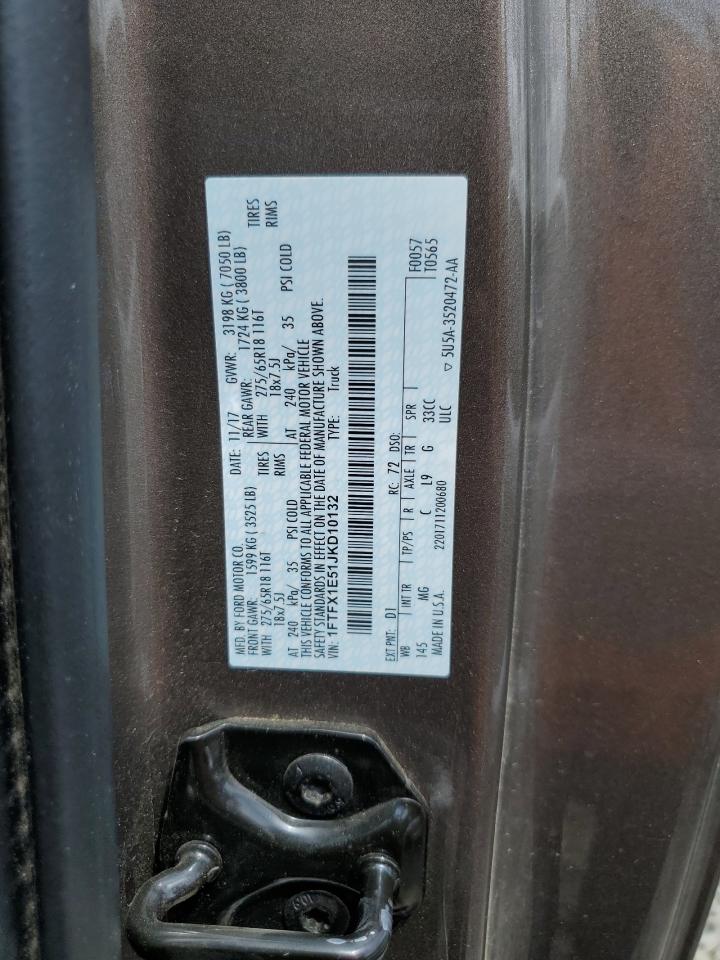 MFD. BY FORD MOTOR CO. DATE: 11/17 GVWR: 3198 KG ( 7050 LB)
FRONT GAWR: 1599 KG ( 3525 LB) REAR GAWR: 1724 KG ( 3800 LB)
WITH 275/65R18 116T TIRES WITH 275/65R18 116T TIRES
18x7.5J RIMS 18x7.5J RIMS
AT 240 kPa/ 35 PSI COLD AT 240 kPa/ 35 PSI COLD
THIS VEHICLE CONFORMS TO ALL APPLICABLE FEDERAL MOTOR VEHICLE
SAFETY STANDARDS IN EFFECT ON THE DATE OF MANUFACTURE SHOWN ABOVE.
VIN: 1FTFX1E51JKD10132 TYPE: Truck
EXT PNT: D1 RC: 72 DSO: F0057
WB INT TR TP/PS R AXLE TR SPR T0565
145 MG C L9 G 33CC
MADE IN U.S.A. 2201711200680 ULC ▽ 5U5A-3520472-AA